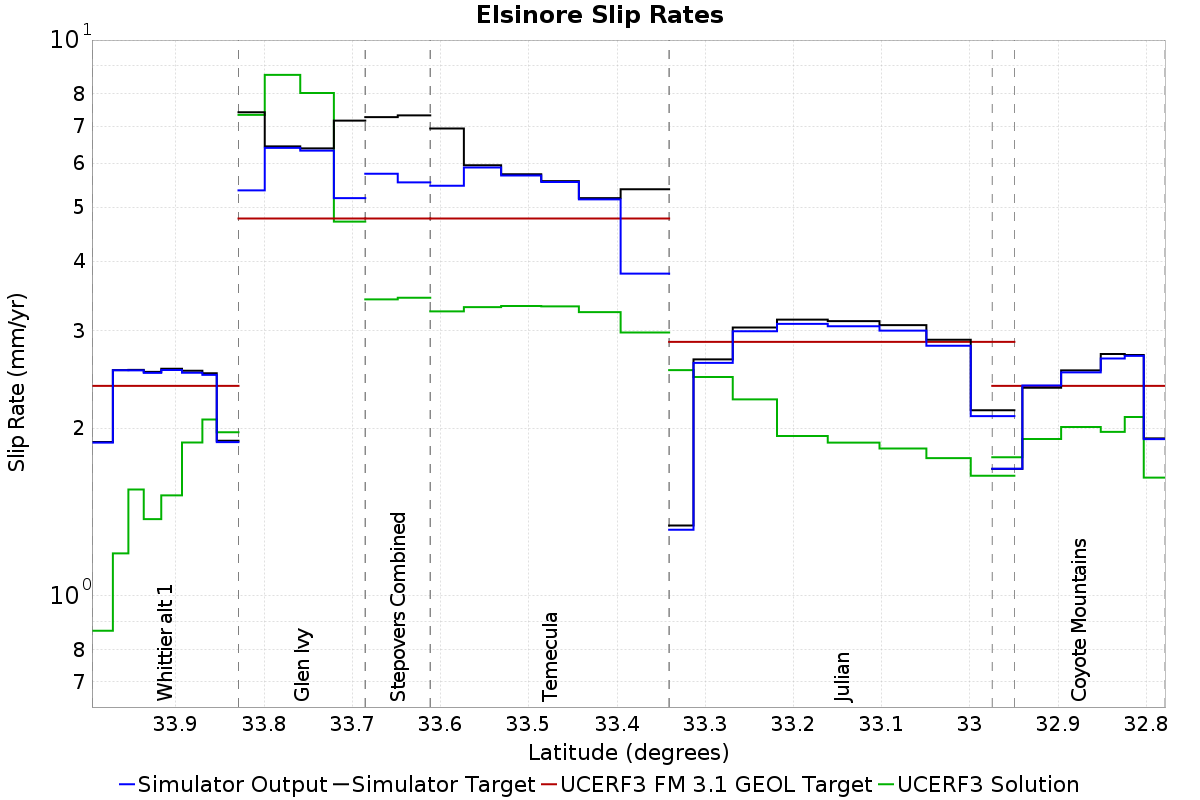 Elsinore Slip Rates
10^1
8
7
6
5
4
3
2
10^0
8
7
Slip Rate (mm/yr)
Whittier alt 1
Glen Ivy
Stepovers Combined
Temecula
Julian
Coyote Mountains
33.9 33.8 33.7 33.6 33.5 33.4 33.3 33.2 33.1 33 32.9 32.8
Latitude (degrees)
Simulator Output Simulator Target UCERF3 FM 3.1 GEOL Target UCERF3 Solution